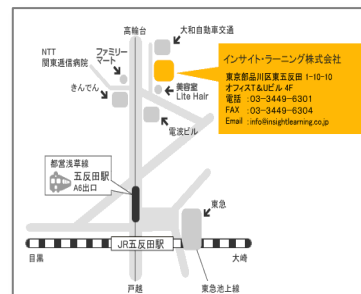 高輪台
大和自動車交通
NTT
関東逓信病院
ファミリー
マート
きんでん
美容室
Lite Hair
電波ビル
インサイト・ラーニング株式会社
東京都品川区東五反田 1-10-10
オフィスT&Uビル 4F
電話 :03-3449-6301
FAX :03-3449-6304
Email :info@insightlearning.co.jp
都営浅草線
五反田駅
A6出口
東急
JR五反田駅
目黒
大崎
戸越
東急池上線